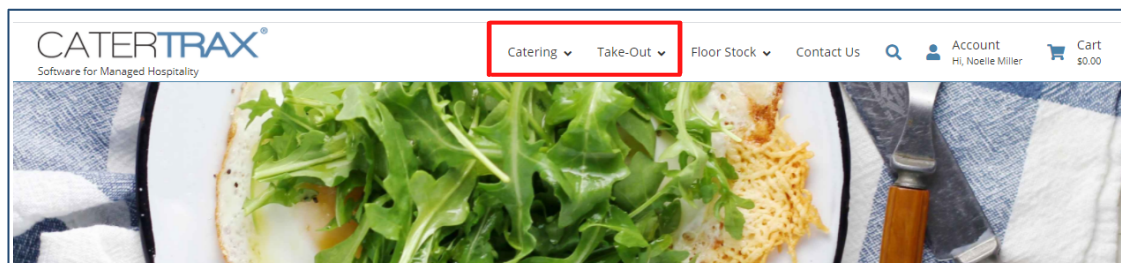 CATERTRAX®
Software for Managed Hospitality
Catering
Take-Out
Floor Stock
Contact Us
Account
Hi, Noelle Miller
Cart
$0.00